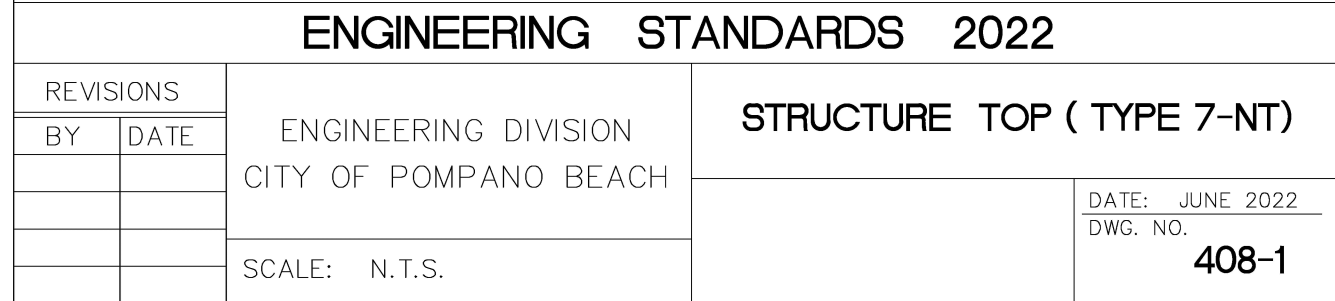 ENGINEERING STANDARDS 2022
REVISIONS
BY DATE
ENGINEERING DIVISION
CITY OF POMPANO BEACH
SCALE: N.T.S.
STRUCTURE TOP ( TYPE 7-NT)
DATE: JUNE 2022
DWG. NO.
408-1